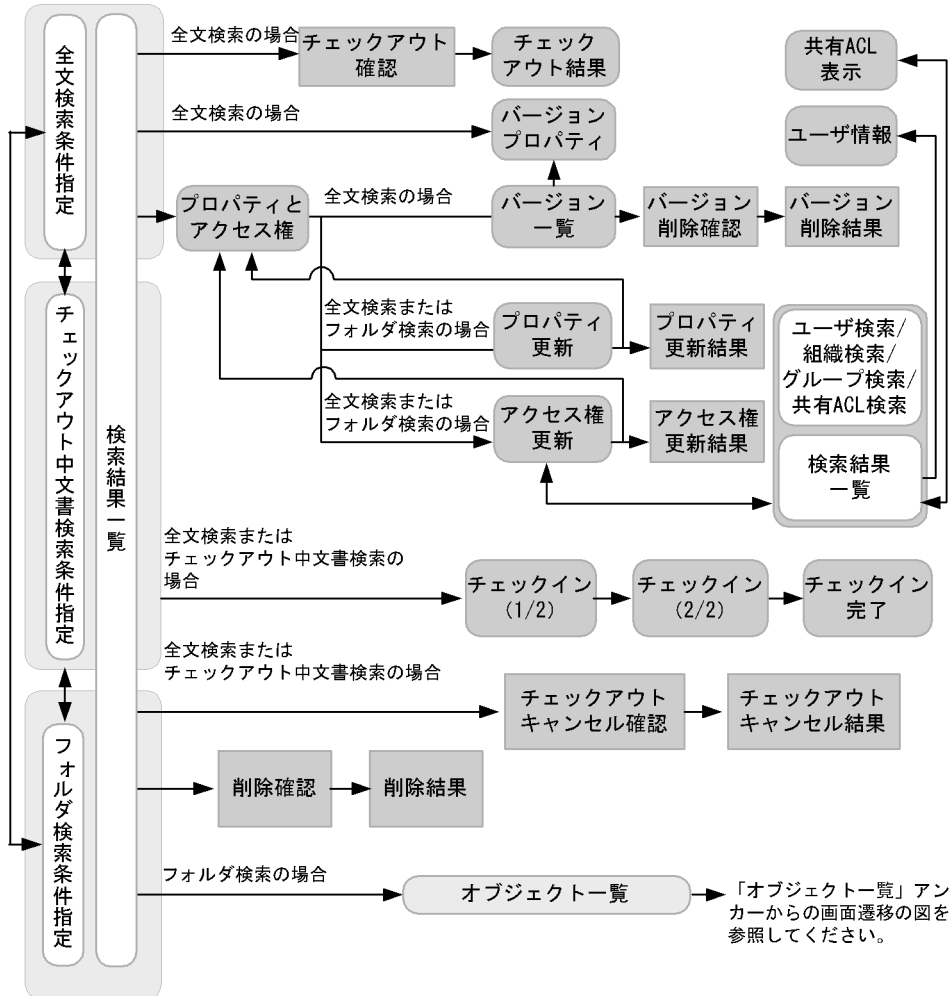 全文検索条件指定
チェックアウト中文書検索条件指定
フォルダ検索条件指定
検索結果一覧
全文検索の場合
チェックアウト
確認
チェック
アウト結果
共有ACL
表示
全文検索の場合
バージョン
プロパティ
ユーザ情報
プロパティと
アクセス権
全文検索の場合
バージョン
一覧
バージョン
削除確認
バージョン
削除結果
全文検索または
フォルダ検索の場合
プロパティ
更新
プロパティ
更新結果
ユーザ検索/
組織検索/
グループ検索/
共有ACL検索
全文検索または
フォルダ検索の場合
アクセス権
更新
アクセス権
更新結果
検索結果
一覧
全文検索または
チェックアウト中文書検索の
場合
チェックイン
(1/2)
チェックイン
(2/2)
チェックイン
完了
全文検索または
チェックアウト中文書検索の場合
チェックアウト
キャンセル確認
チェックアウト
キャンセル結果
削除確認
削除結果
フォルダ検索の場合
オブジェクト一覧
「オブジェクト一覧」アン
カーからの画面遷移の図を
参照してください。